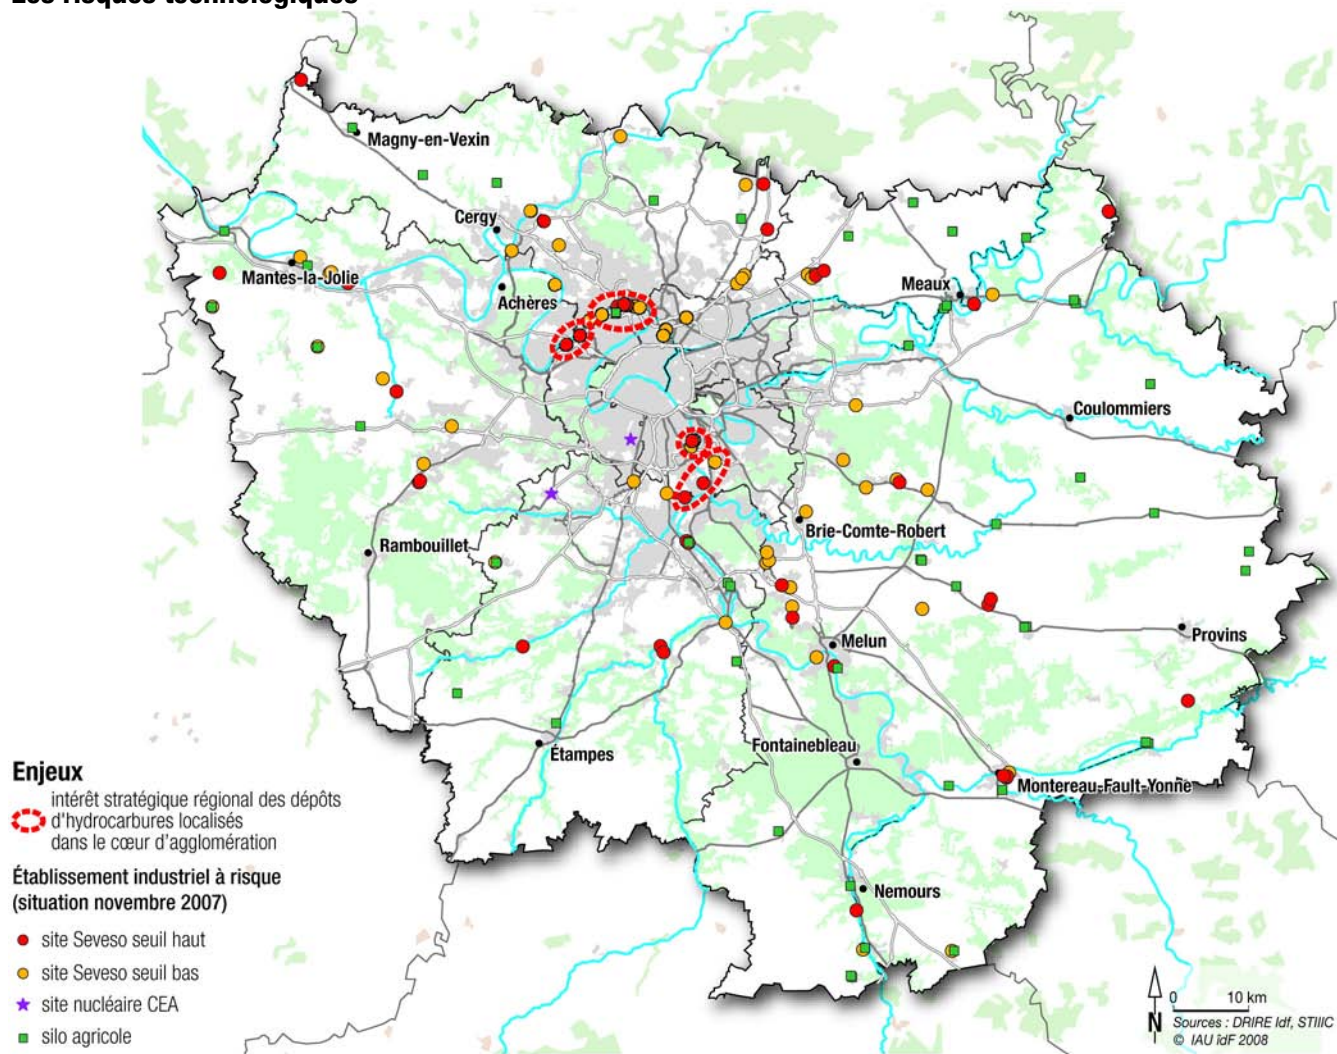 Les risques technologiques
Magny-en-Vexin
Cergy
Mantes-la-Jolie
Achères
Meaux
Coulommiers
Brie-Comte-Robert
Rambouillet
Melun
Provins
Étampes
Fontainebleau
Montereau-Fault-Yonne
Nemours
Enjeux
intérêt stratégique régional des dépôts
d'hydrocarbures localisés
dans le cœur d'agglomération
Établissement industriel à risque
(situation novembre 2007)
site Seveso seuil haut
site Seveso seuil bas
site nucléaire CEA
silo agricole
0 10 km
N
Sources : DRIRE Idf, STIIIC
© IAU îdF 2008